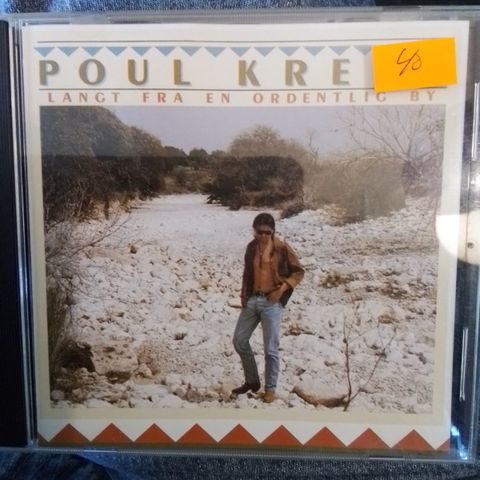 POUL KRE
LANGT FRA EN ORDENTLIG BY
40